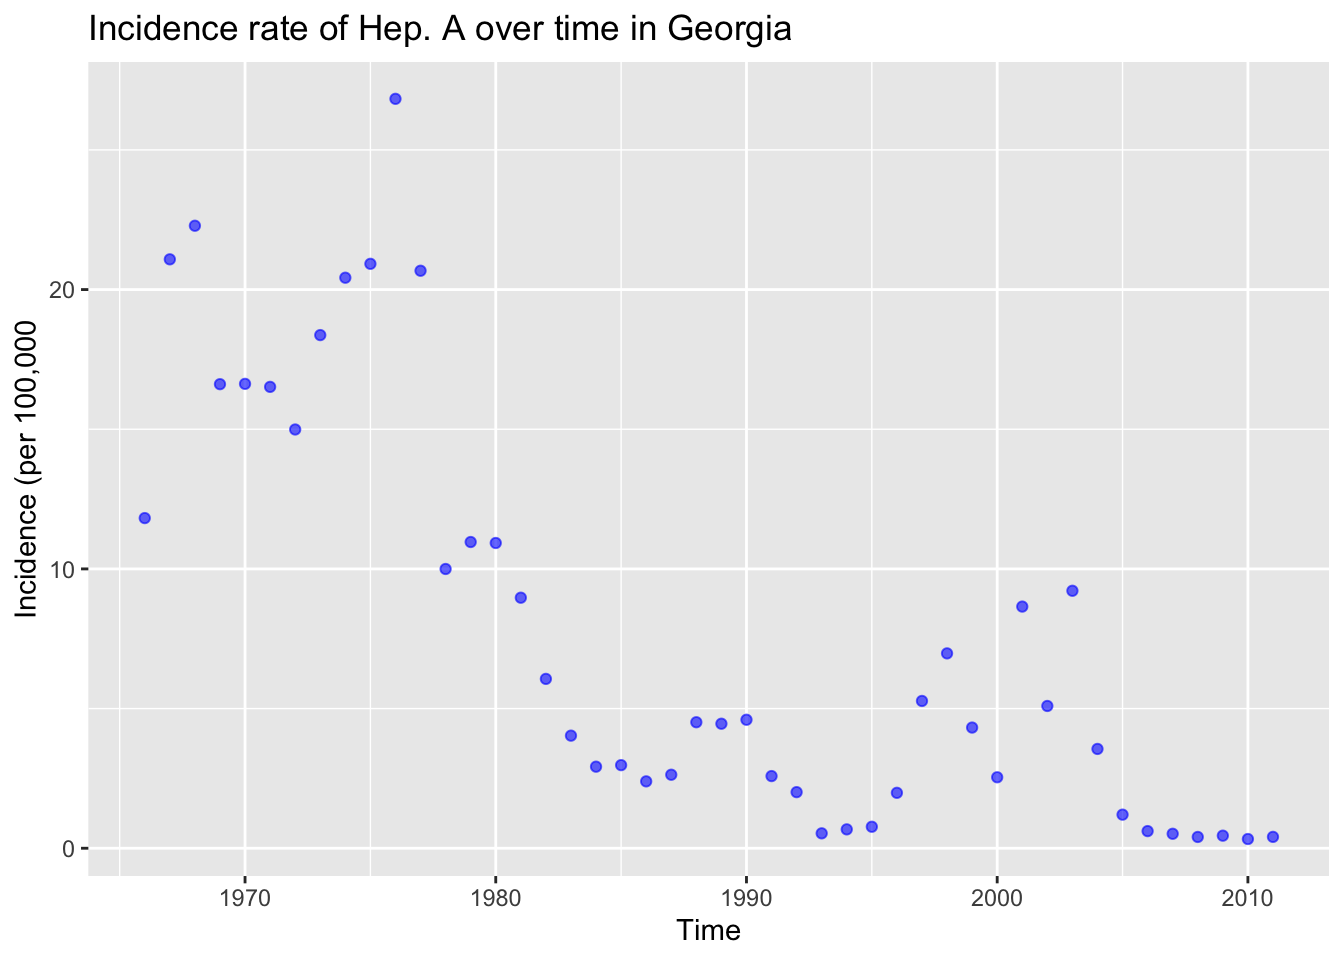 Incidence rate of Hep. A over time in Georgia
Incidence (per 100,000
20
10
0
1970 1980 1990 2000 2010
Time